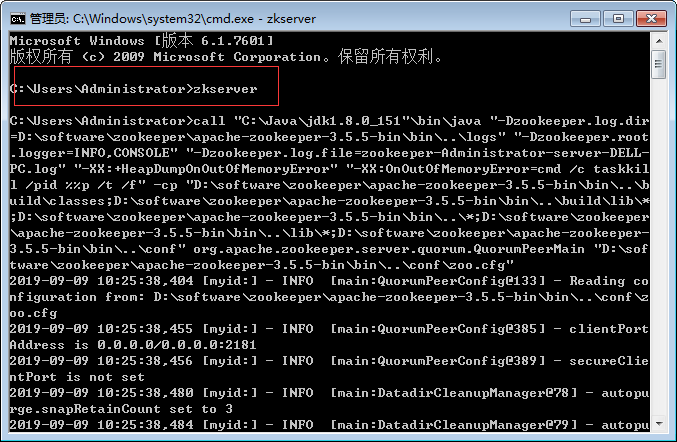 管理员: C:\Windows\system32\cmd.exe - zkserver
Microsoft Windows [版本 6.1.7601]
版权所有 (c) 2009 Microsoft Corporation。保留所有权利。
C:\Users\Administrator>zkserver
C:\Users\Administrator>call "C:\Java\jdk1.8.0_151"\bin\java "-Dzookeeper.log.dir
=D:\software\zookeeper\apache-zookeeper-3.5.5-bin\bin\..\logs" "-Dzookeeper.root
.logger=INFO,CONSOLE" "-Dzookeeper.log.file=zookeeper-Administrator-server-DELL-
PC.log" "-XX:+HeapDumpOnOutOfMemoryError" "-XX:OnOutOfMemoryError=cmd /c taskkil
l /pid %%p /t /f" -cp "D:\software\zookeeper\apache-zookeeper-3.5.5-bin\bin\..\b
uild\classes;D:\software\zookeeper\apache-zookeeper-3.5.5-bin\bin\..\build\lib\*
;D:\software\zookeeper\apache-zookeeper-3.5.5-bin\bin\..\*;D:\software\zookeeper
\apache-zookeeper-3.5.5-bin\bin\..\lib\*;D:\software\zookeeper\apache-zookeeper-
3.5.5-bin\bin\..\conf" org.apache.zookeeper.server.quorum.QuorumPeerMain "D:\sof
tware\zookeeper\apache-zookeeper-3.5.5-bin\bin\..\conf\zoo.cfg"
2019-09-09 10:25:38,404 [myid:] - INFO  [main:QuorumPeerConfig@133] - Reading co
nfiguration from: D:\software\zookeeper\apache-zookeeper-3.5.5-bin\bin\..\conf\z
oo.cfg
2019-09-09 10:25:38,455 [myid:] - INFO  [main:QuorumPeerConfig@385] - clientPort
Address is 0.0.0.0/0.0.0.0:2181
2019-09-09 10:25:38,456 [myid:] - INFO  [main:QuorumPeerConfig@389] - secureClie
ntPort is not set
2019-09-09 10:25:38,480 [myid:] - INFO  [main:DatadirCleanupManager@78] - autopu
rge.snapRetainCount set to 3
2019-09-09 10:25:38,484 [myid:] - INFO  [main:DatadirCleanupManager@79] - autopu